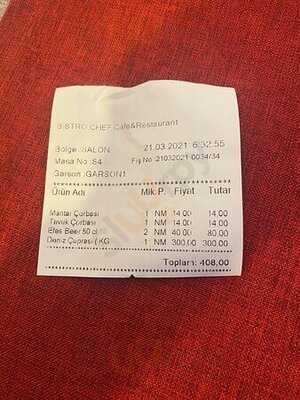 BISTRO CHEF Cafe&Restaurant
Bölge :SALON 21.03.2021 6:32:55
Masa No :S4 Fiş No :21032021-0034/34
Garson :GARSON1
Ürün Adı Mik P. Fiyat Tutar
Mantar Çorbası 1 NM 14.00 14.00
Tavuk Çorbası 1 NM 14.00 14.00
Efes Beer 50 cl 2 NM 40.00 80.00
Deniz Çuprası ( KG 1 NM 300.00 300.00
Toplam: 408.00